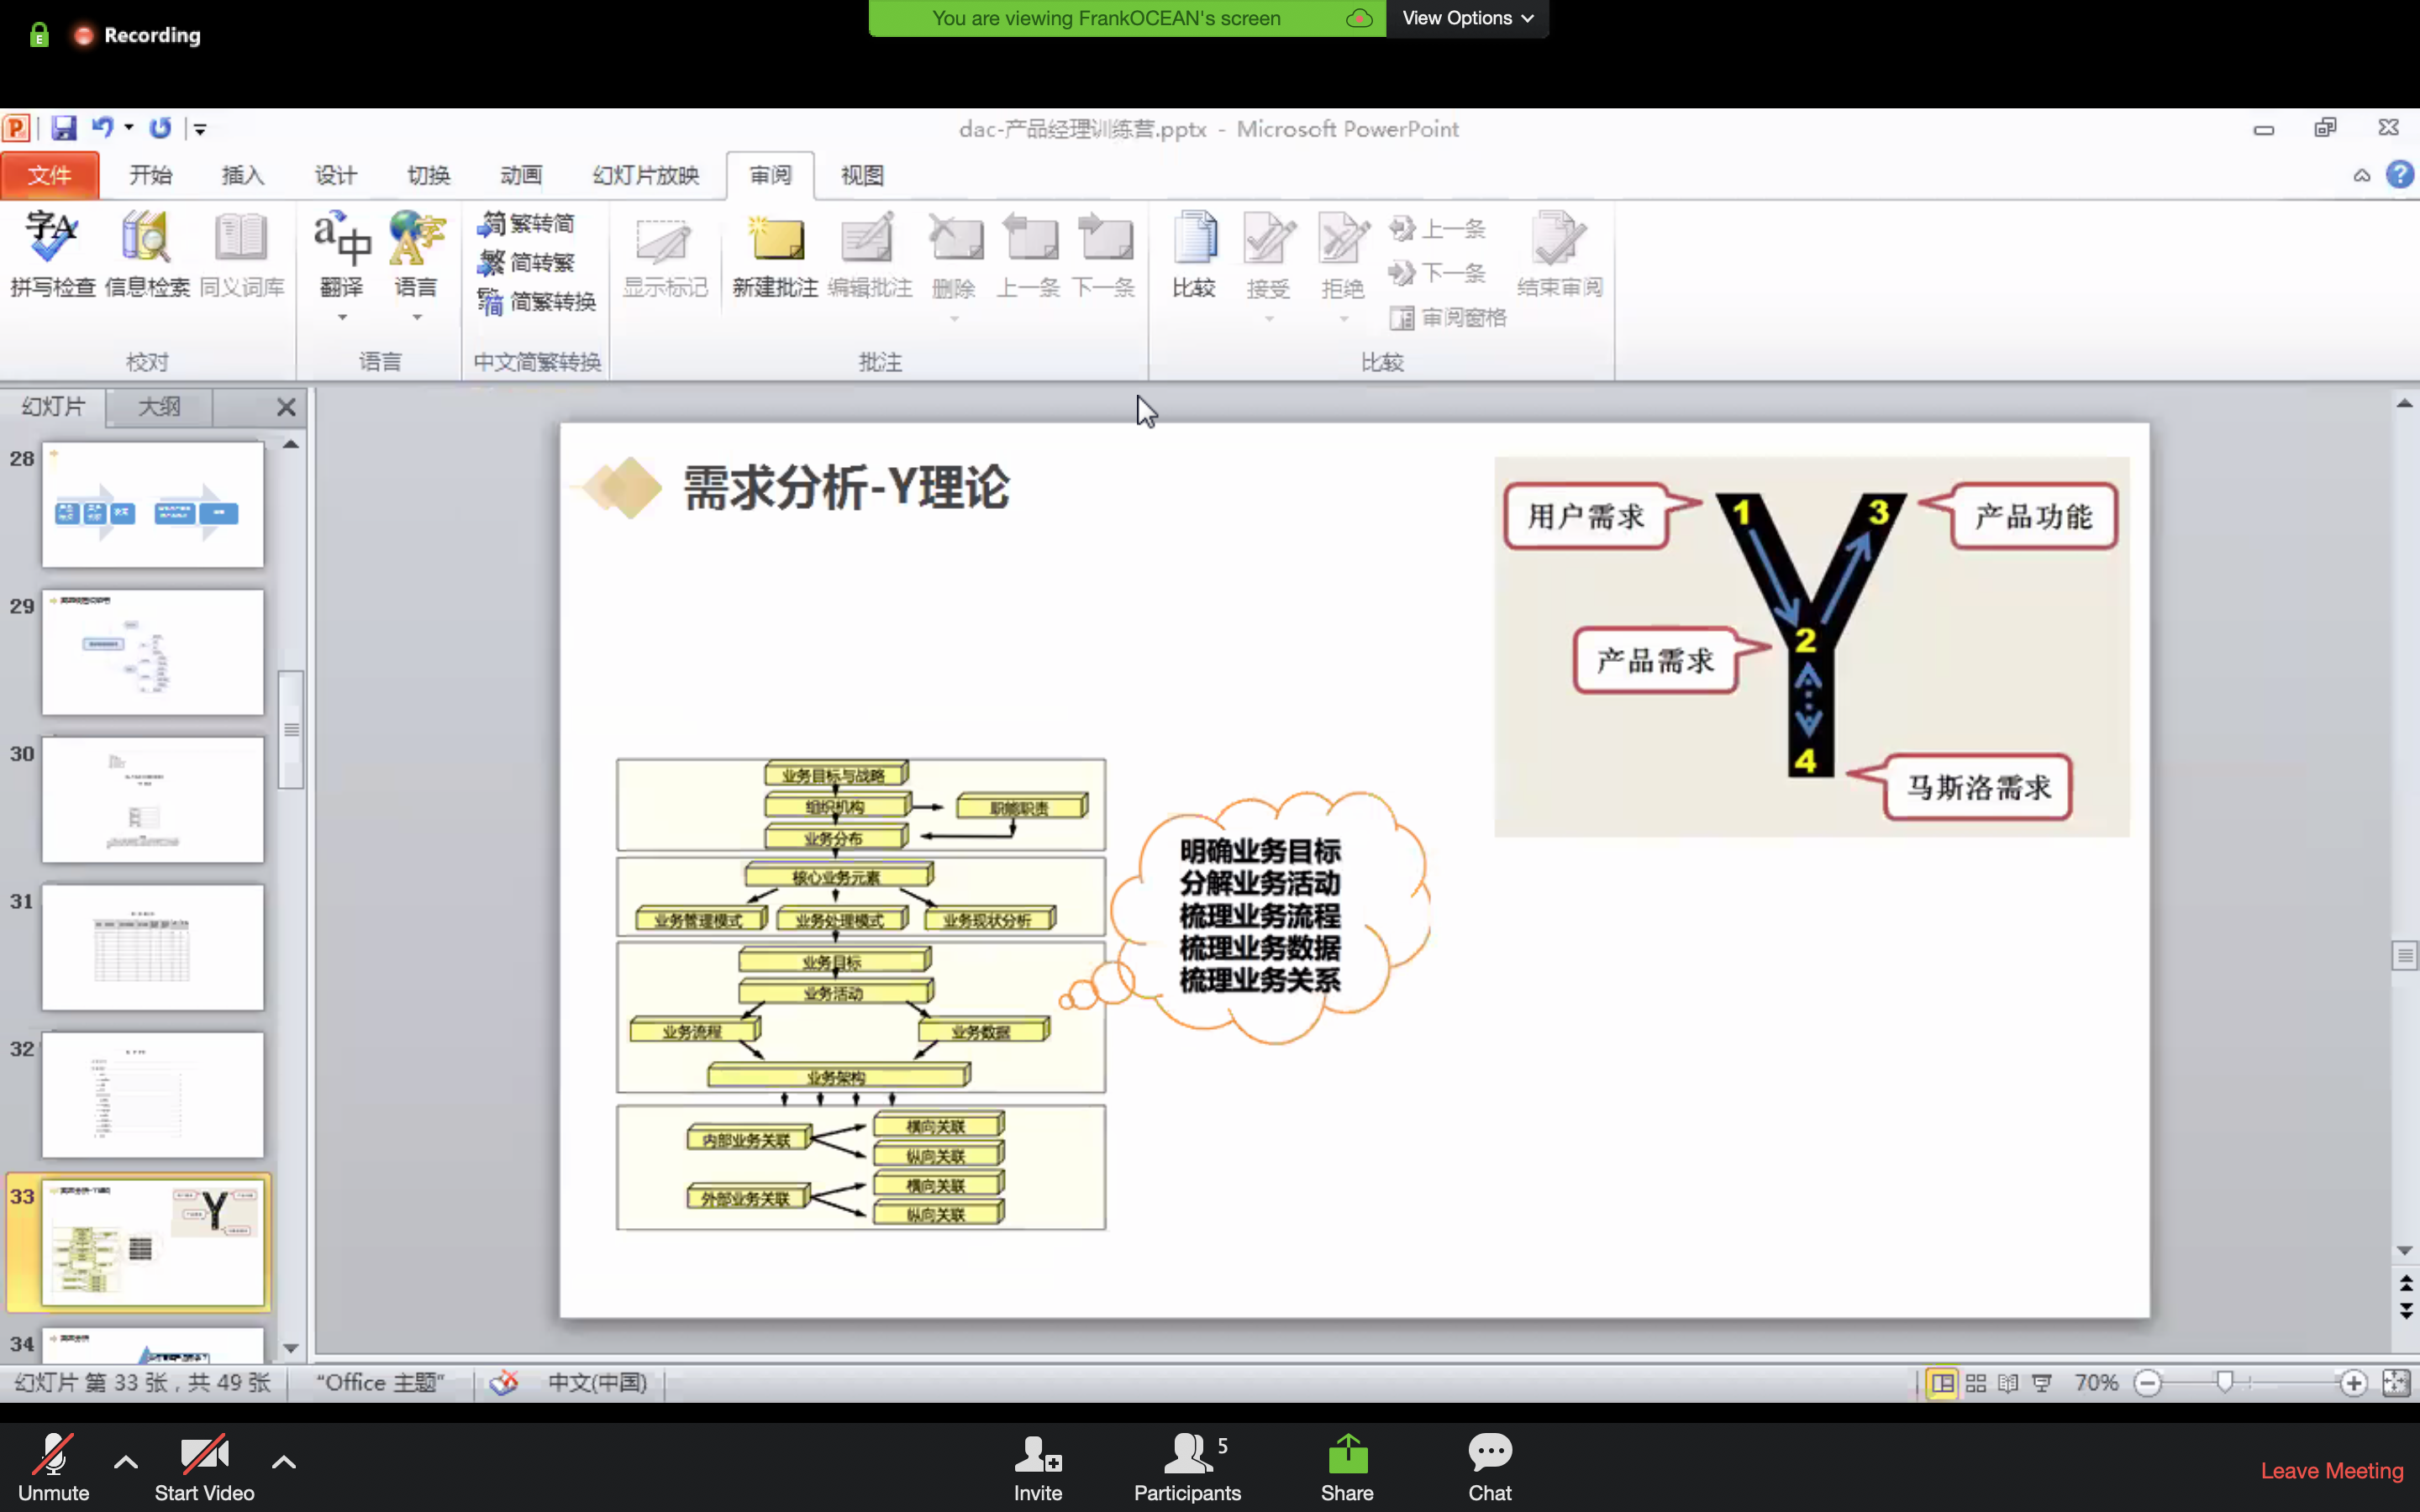 Recording
You are viewing FrankOCEAN's screen
View Options
dac-产品经理训练营.pptx - Microsoft PowerPoint
文件 开始 插入 设计 切换 动画 幻灯片放映 审阅 视图
拼写检查 信息检索 同义词库 翻译 语言
繁转简
简转繁
简繁转换
显示标记 新建批注 编辑批注 删除 上一条 下一条
比较 接受 拒绝
上一条
下一条
审阅窗格
结束审阅
校对 语言 中文简繁转换 批注 比较
幻灯片 大纲
28
29
30
31
32
33
34
需求分析-Y理论
用户需求 1 3 产品功能
产品需求 2
4 马斯洛需求
业务目标与战略
组织机构 职能职责
业务分布
核心业务元素
业务管理模式 业务处理模式 业务现状分析
业务目标
业务活动
业务流程 业务数据
业务架构
内部业务关联 横向关联
纵向关联
外部业务关联 横向关联
纵向关联
明确业务目标
分解业务活动
梳理业务流程
梳理业务数据
梳理业务关系
幻灯片 第 33 张，共 49 张 "Office 主题" 中文(中国) 70%
Unmute Start Video Invite Participants 5 Share Chat Leave Meeting